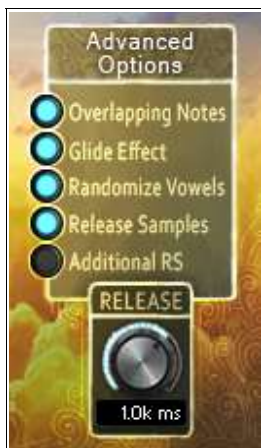 Advanced
Options
Overlapping Notes
Glide Effect
Randomize Vowels
Release Samples
Additional RS
RELEASE
1.0k ms